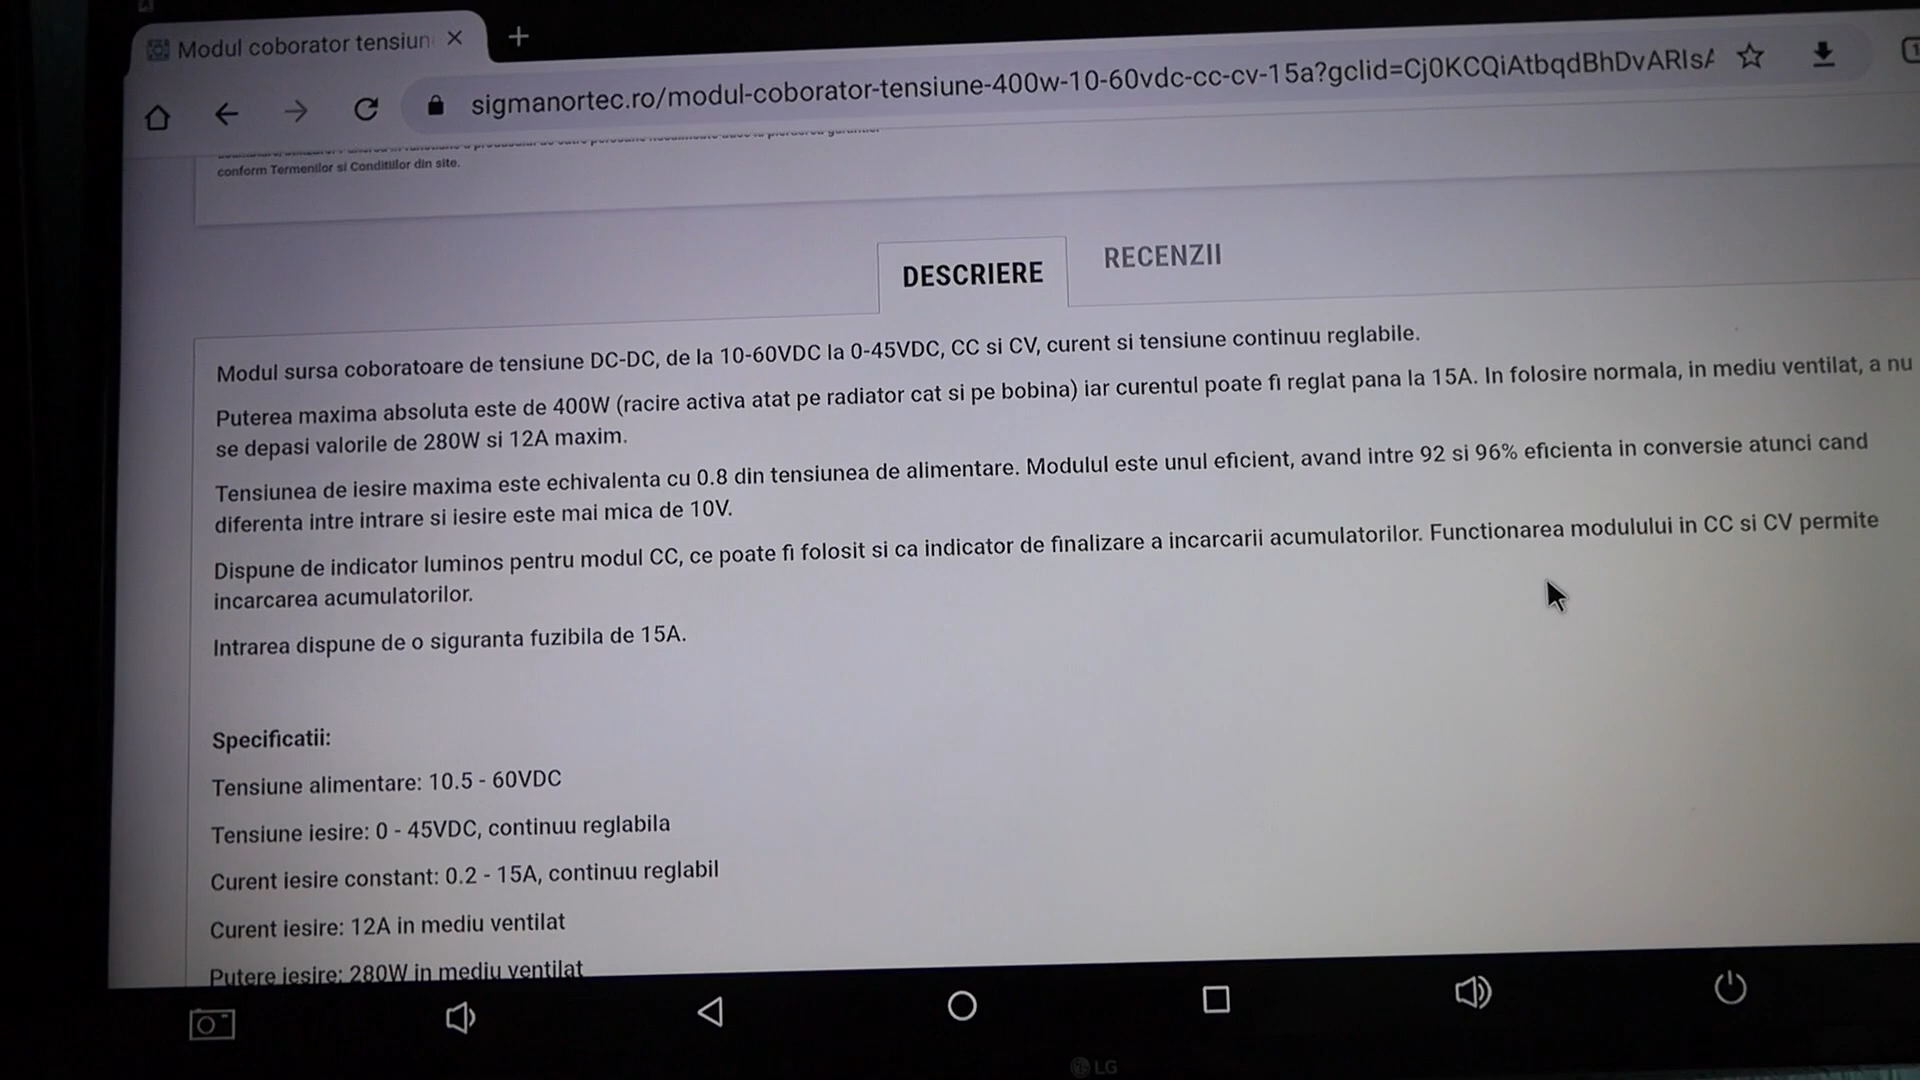 Modul coborator tensiun
sigmanortec.ro/modul-coborator-tensiune-400w-10-60vdc-cc-cv-15a?gclid=Cj0KCQiAtbqdBhDvARIsA
conform Termenilor si Conditiilor din site.
DESCRIERE
RECENZII
Modul sursa coboratoare de tensiune DC-DC, de la 10-60VDC la 0-45VDC, CC si CV, curent si tensiune continuu reglabile.
Puterea maxima absoluta este de 400W (racire activa atat pe radiator cat si pe bobina) iar curentul poate fi reglat pana la 15A. In folosire normala, in mediu ventilat, a nu
se depasi valorile de 280W si 12A maxim.
Tensiunea de iesire maxima este echivalenta cu 0.8 din tensiunea de alimentare. Modulul este unul eficient, avand intre 92 si 96% eficienta in conversie atunci cand
diferenta intre intrare si iesire este mai mica de 10V.
Dispune de indicator luminos pentru modul CC, ce poate fi folosit si ca indicator de finalizare a incarcarii acumulatorilor. Functionarea modulului in CC si CV permite
incarcarea acumulatorilor.
Intrarea dispune de o siguranta fuzibila de 15A.
Specificatii:
Tensiune alimentare: 10.5 - 60VDC
Tensiune iesire: 0 - 45VDC, continuu reglabila
Curent iesire constant: 0.2 - 15A, continuu reglabil
Curent iesire: 12A in mediu ventilat
Putere iesire: 280W in mediu ventilat
LG